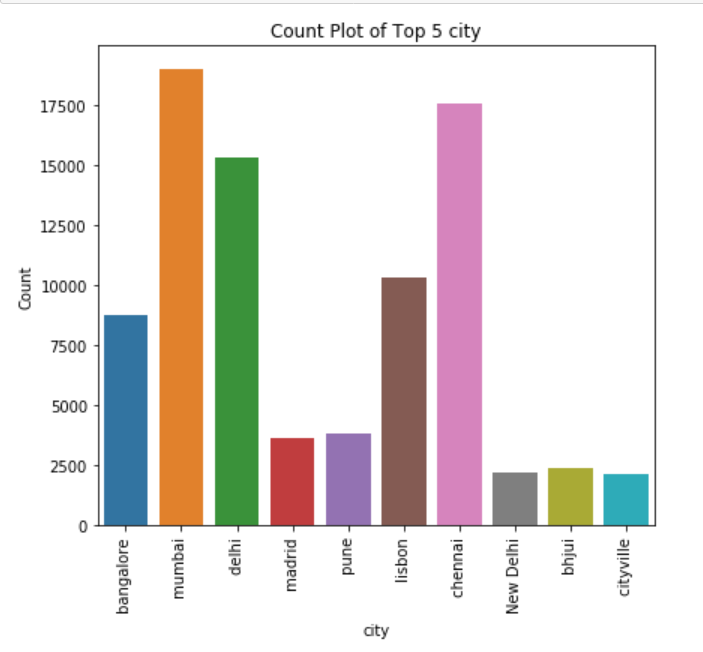 Count Plot of Top 5 city
17500
15000
12500
10000
7500
5000
2500
0
Count
bangalore
mumbai
delhi
madrid
pune
lisbon
chennai
New Delhi
bhjui
cityville
city